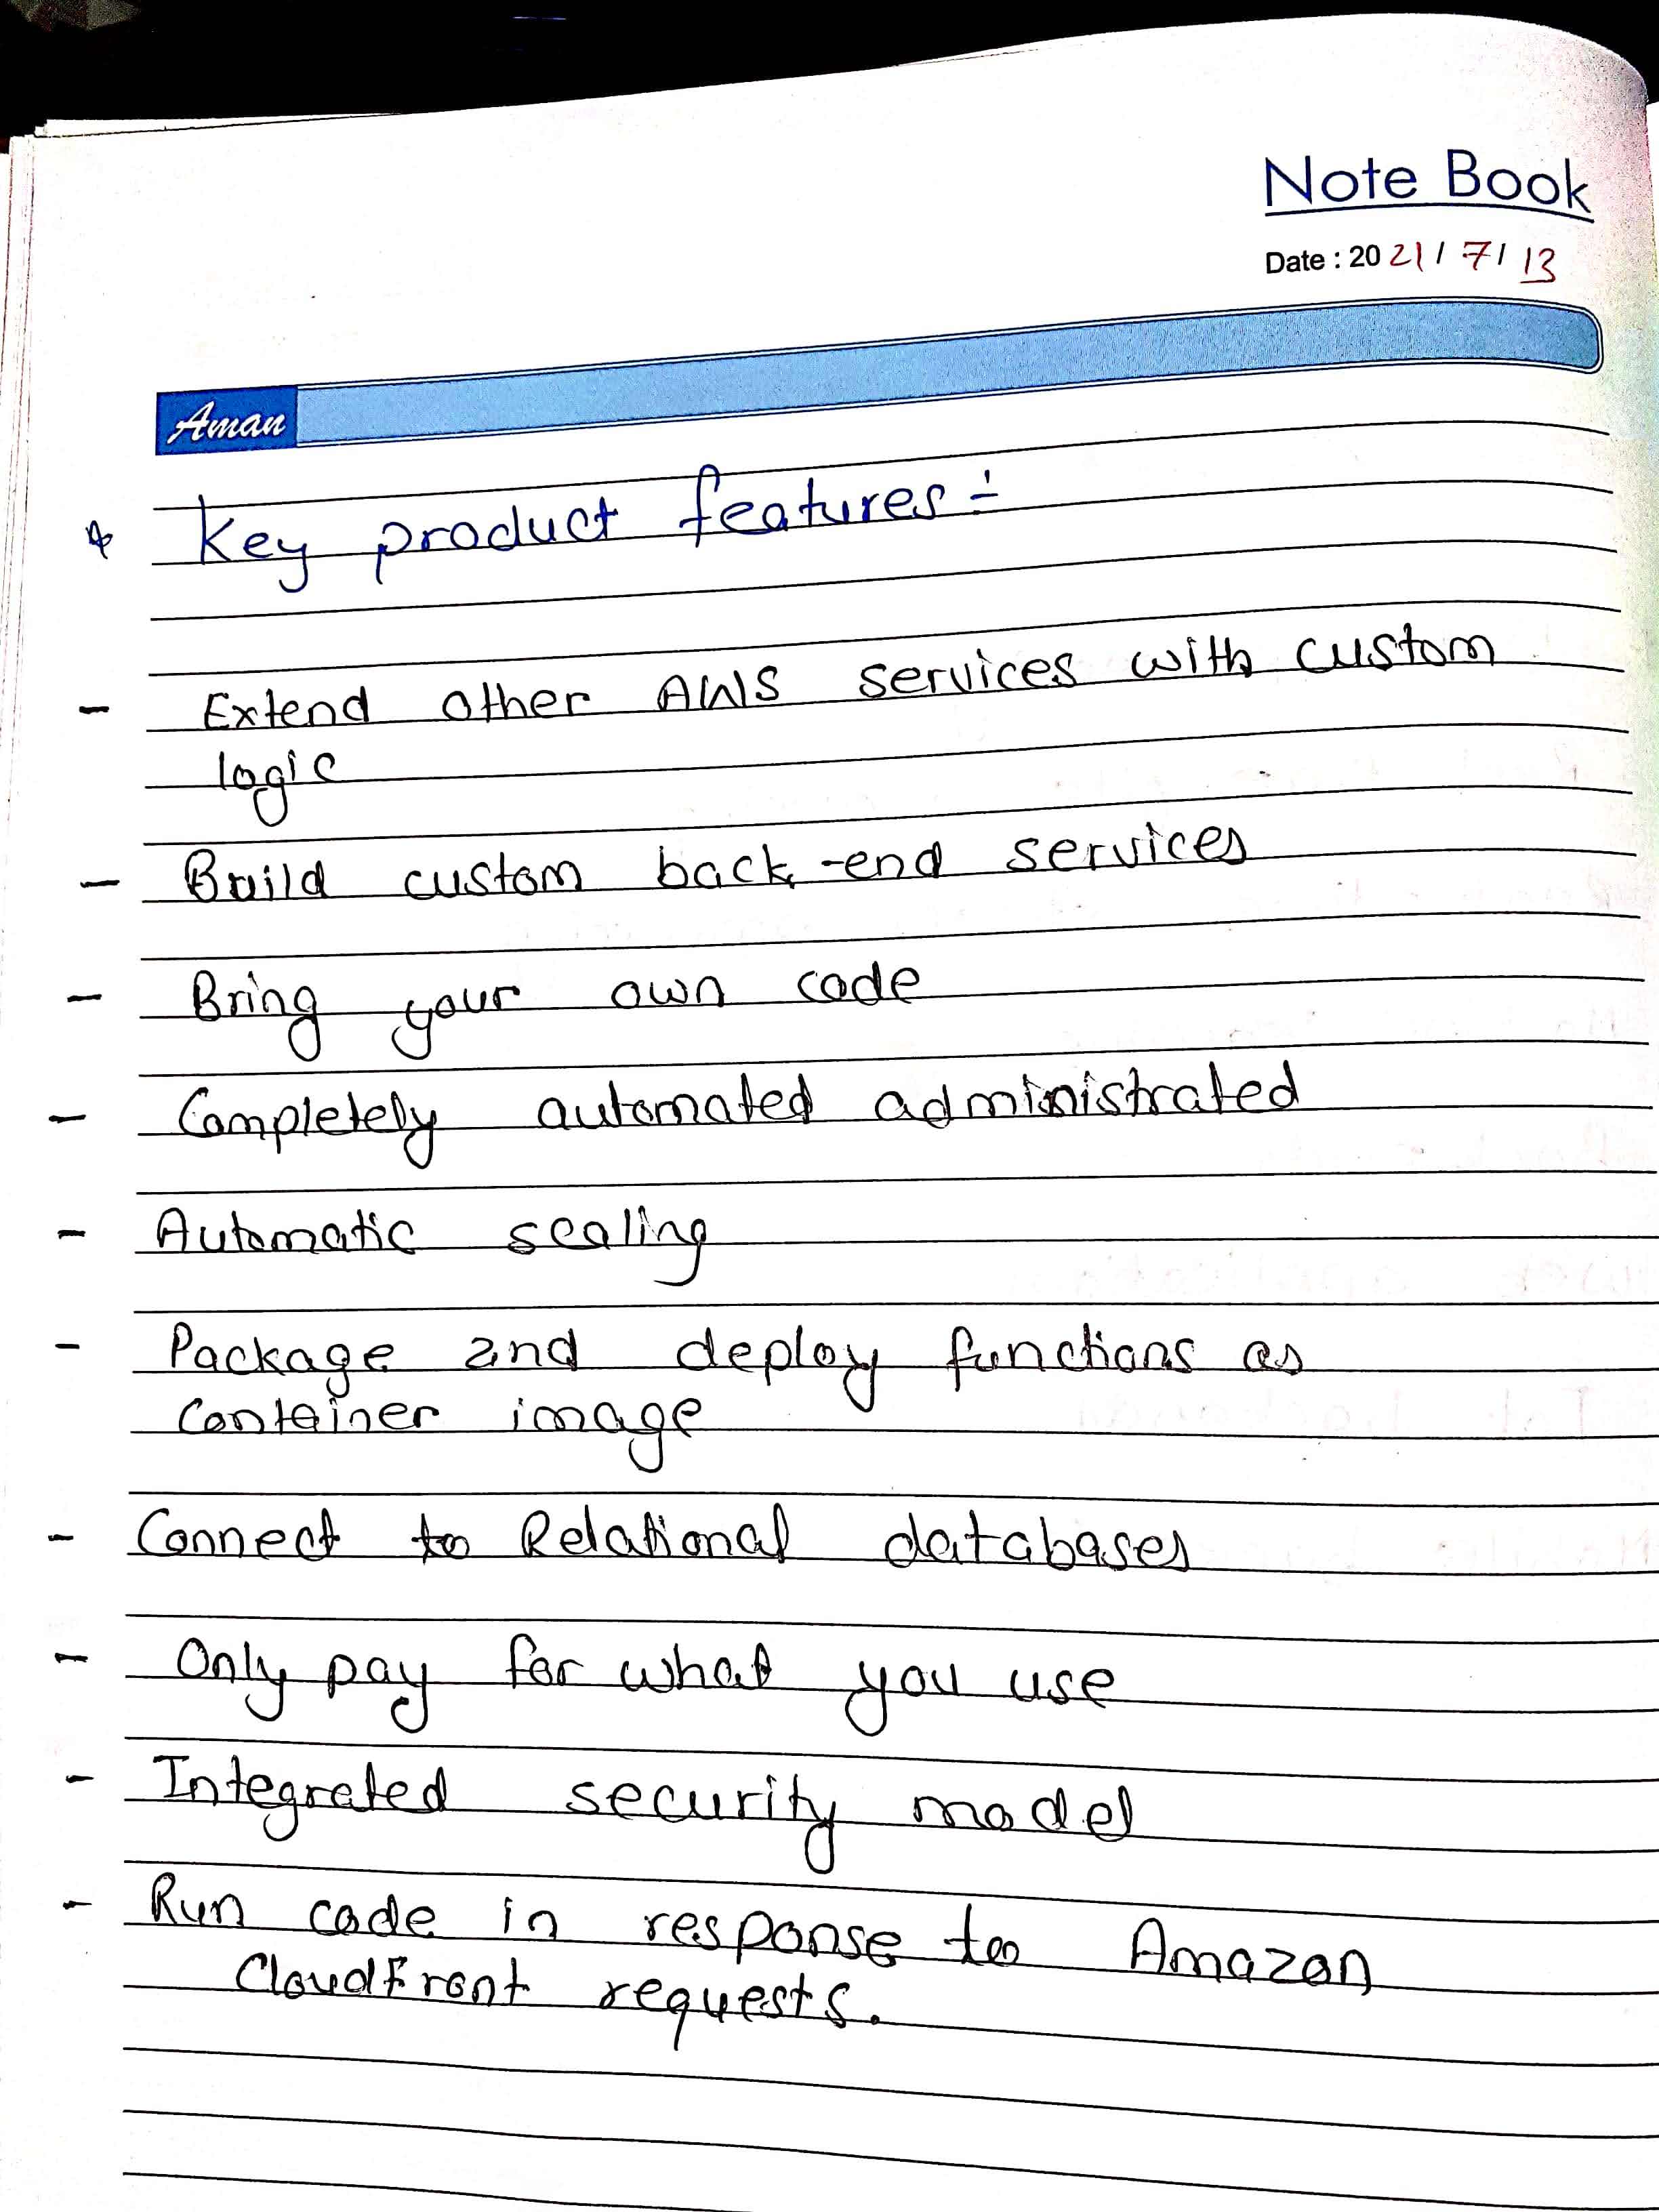 Note Book
Date : 2021/7/13
Aman
* Key product features :-
- Extend other AWS services with custom
logic
- Build custom back-end services
- Bring your own code
- Completely automated administrated
- Automatic scaling
- Package and deploy functions as
container image
- Connect to Relational databases
- Only pay for what you use
- Integrated security model
- Run code in response to Amazon
CloudFront requests.